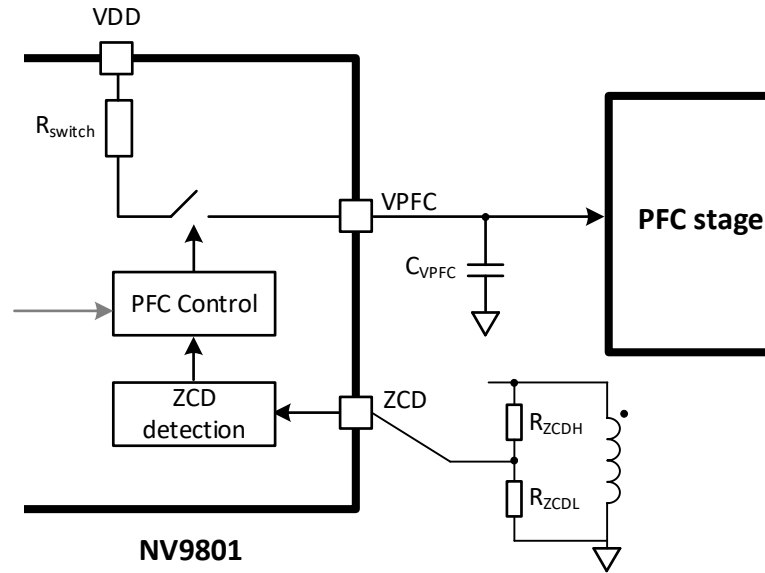 VDD
Rswitch
VPFC
PFC stage
CVPFC
PFC Control
ZCD
ZCD
detection
RZCDH
RZCDL
NV9801